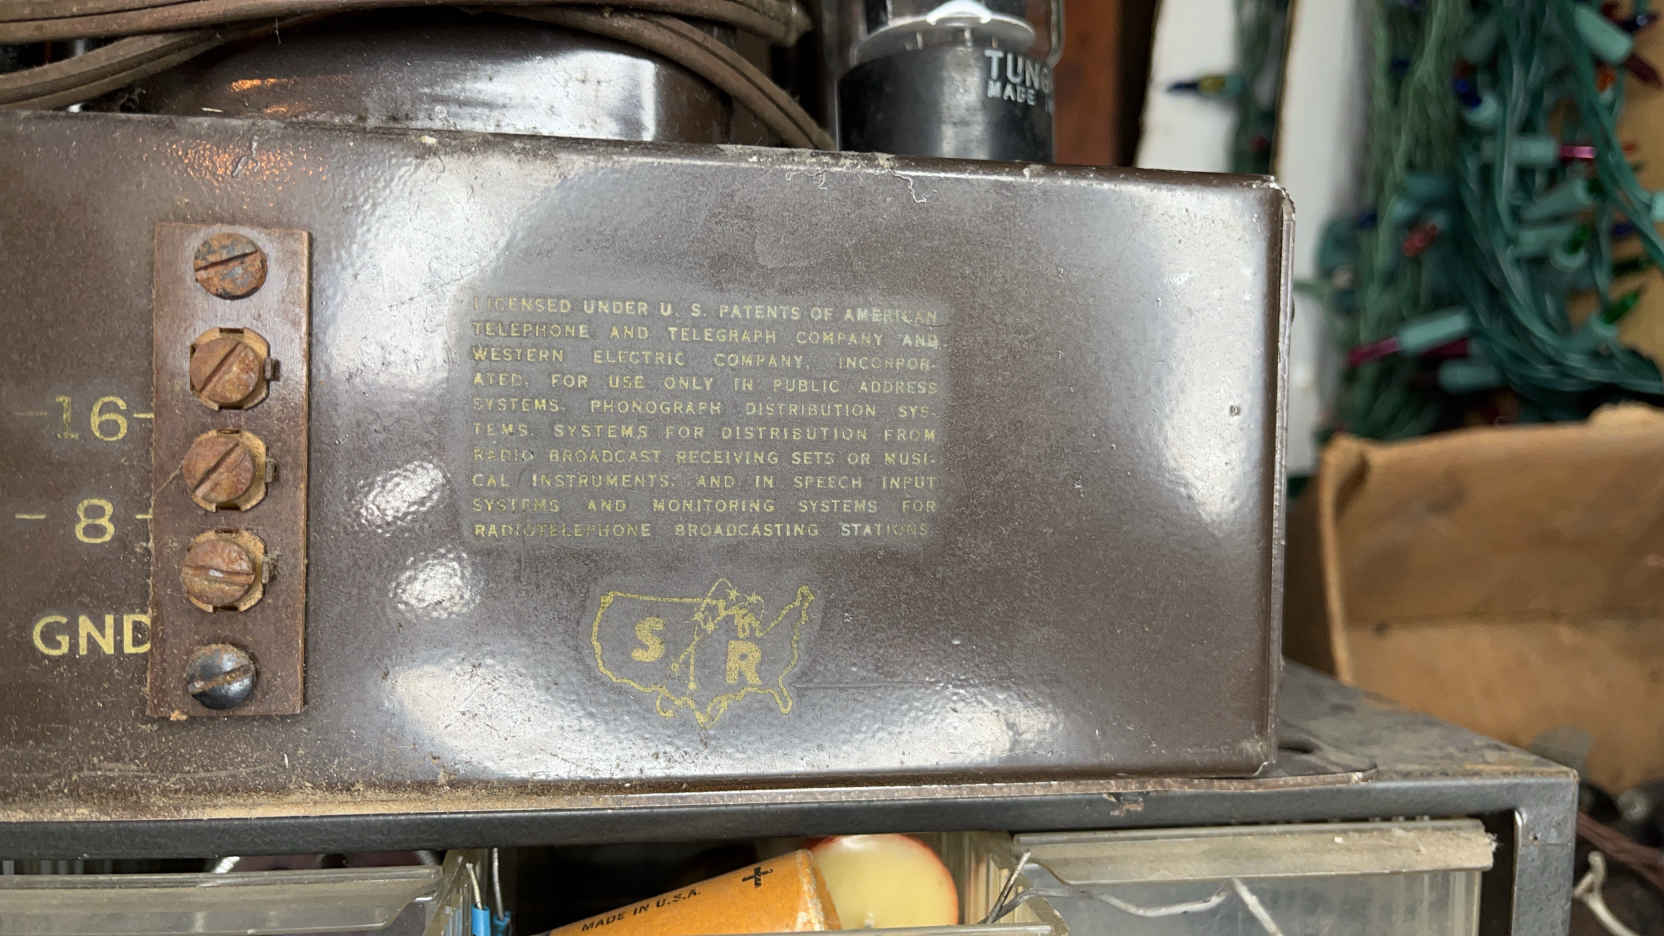 TUNG
MADE
LICENSED UNDER U. S. PATENTS OF AMERICAN
TELEPHONE AND TELEGRAPH COMPANY AND
WESTERN ELECTRIC COMPANY, INCORPOR-
ATED, FOR USE ONLY IN PUBLIC ADDRESS
SYSTEMS. PHONOGRAPH DISTRIBUTION SYS-
TEMS. SYSTEMS FOR DISTRIBUTION FROM
RADIO BROADCAST RECEIVING SETS OR MUSI-
CAL INSTRUMENTS, AND IN SPEECH INPUT
SYSTEMS AND MONITORING SYSTEMS FOR
RADIOTELEPHONE BROADCASTING STATIONS
16
8
GND
S
R
MADE IN U.S.A.
+